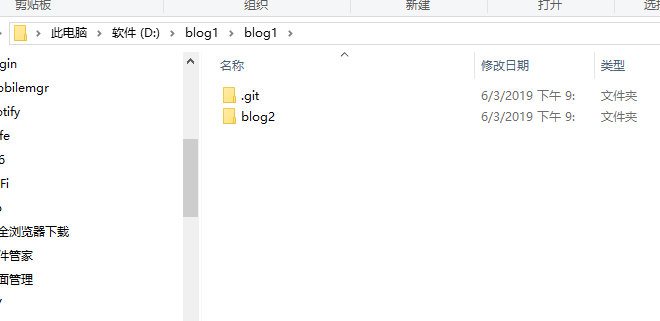 剪贴板 组织 新建 打开
此电脑 软件 (D:) blog1 blog1
名称 修改日期 类型
.git 6/3/2019 下午 9: 文件夹
blog2 6/3/2019 下午 9: 文件夹
gin
obilemgr
otify
fe
6
Fi
全浏览器下载
件管家
面管理